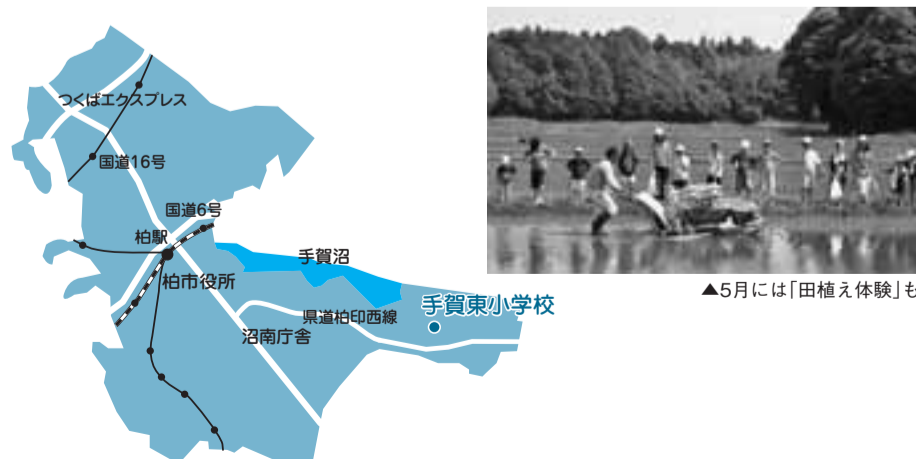 つくばエクスプレス
国道16号
国道6号
柏駅
手賀沼
柏市役所
手賀東小学校
県道柏印西線
沼南庁舎
▲5月には「田植え体験」も